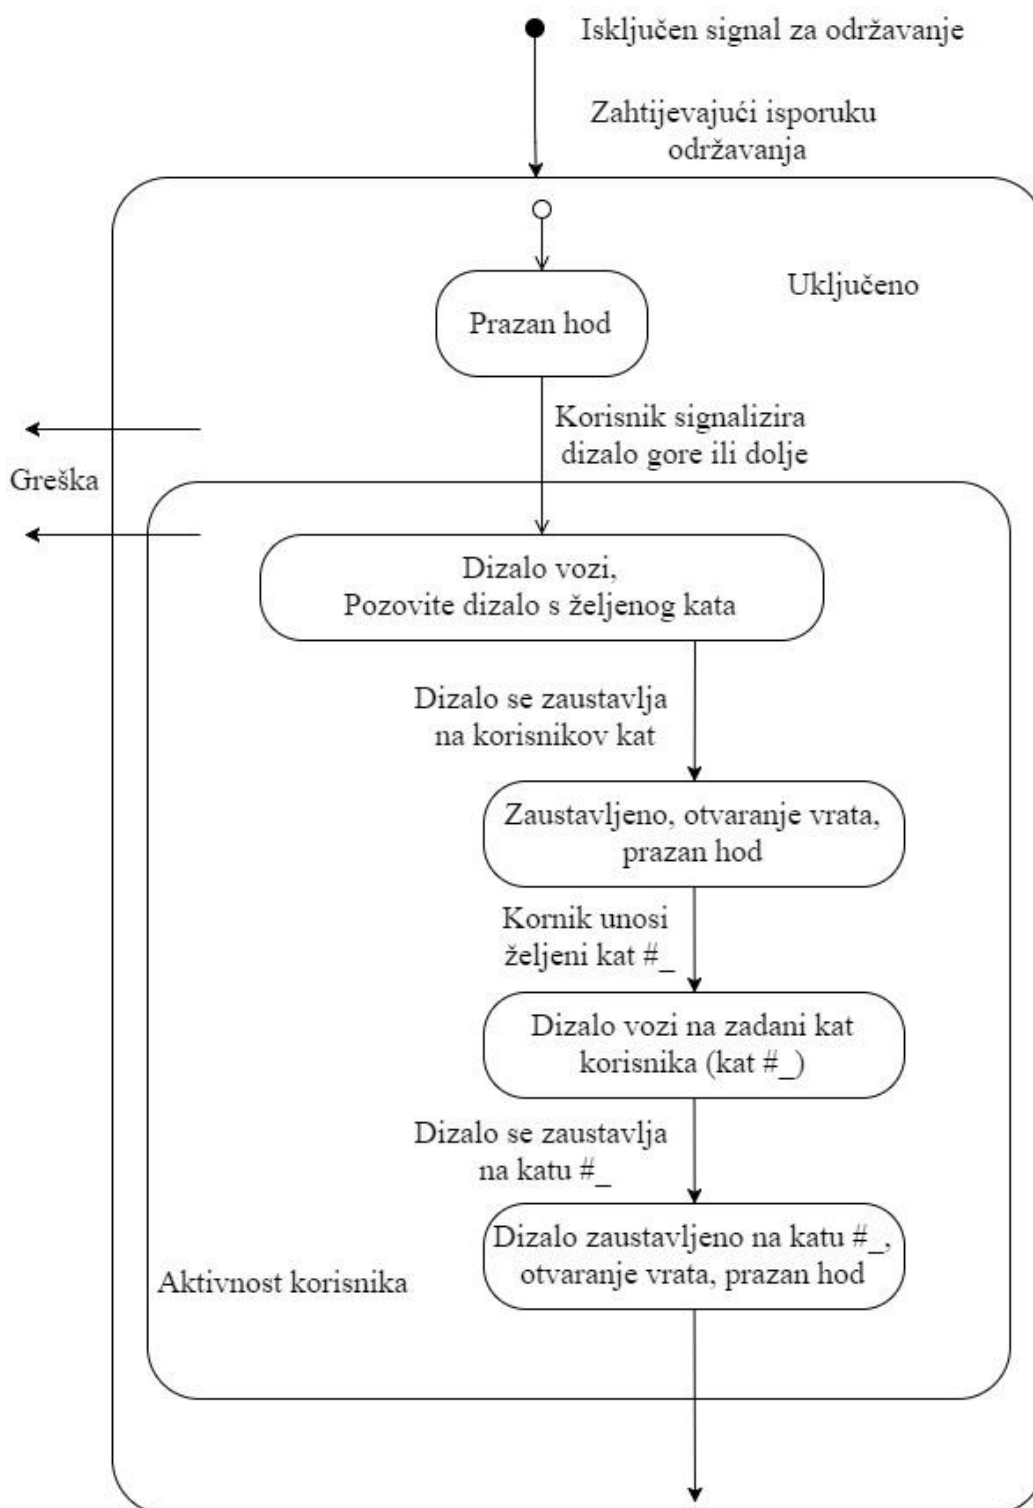 Isključen signal za održavanje
Zahtijevajući isporuku
održavanja
Uključeno
Prazan hod
Korisnik signalizira
dizalo gore ili dolje
Greška
Dizalo vozi,
Pozovite dizalo s željenog kata
Dizalo se zaustavlja
na korisnikov kat
Zaustavljeno, otvaranje vrata,
prazan hod
Kornik unosi
željeni kat #_
Dizalo vozi na zadani kat
korisnika (kat #_)
Dizalo se zaustavlja
na katu #_
Dizalo zaustavljeno na katu #_,
otvaranje vrata, prazan hod
Aktivnost korisnika